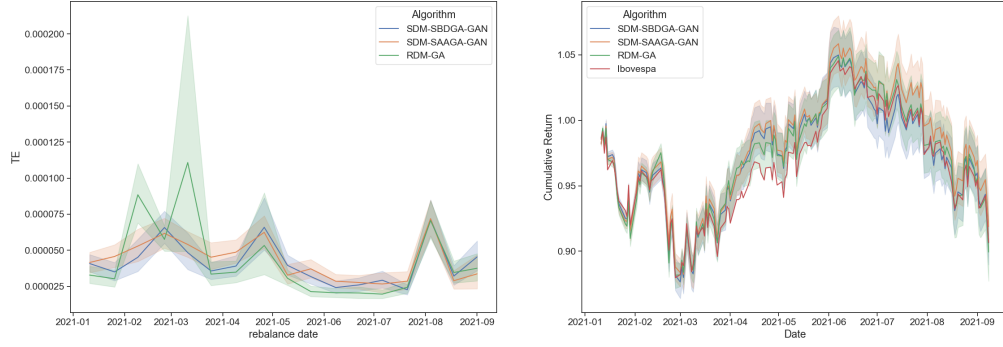 Algorithm
SDM-SBDGA-GAN
SDM-SAAGA-GAN
RDM-GA
TE
0.000200
0.000175
0.000150
0.000125
0.000100
0.000075
0.000050
0.000025
2021-01 2021-02 2021-03 2021-04 2021-05 2021-06 2021-07 2021-08 2021-09
rebalance date
Algorithm
SDM-SBDGA-GAN
SDM-SAAGA-GAN
RDM-GA
Ibovespa
Cumulative Return
1.05
1.00
0.95
0.90
2021-01 2021-02 2021-03 2021-04 2021-05 2021-06 2021-07 2021-08 2021-09
Date